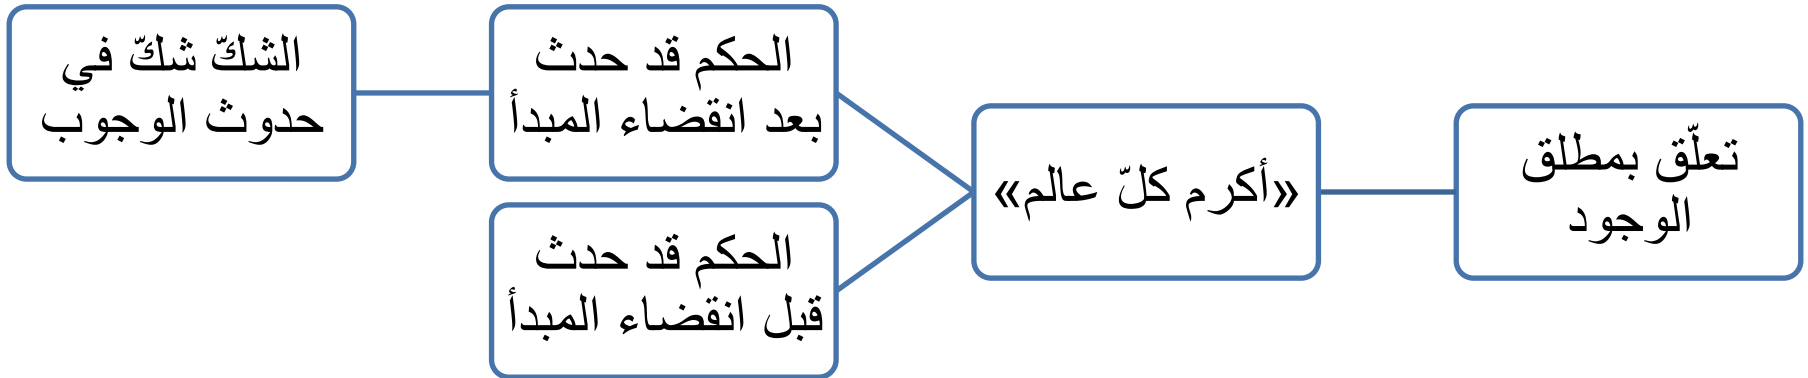 تعلّق بمطلق
الوجود
«أكرم كلّ عالم»
الحكم قد حدث
بعد انقضاء المبدأ
الشكّ شكّ في
حدوث الوجوب
الحكم قد حدث
قبل انقضاء المبدأ